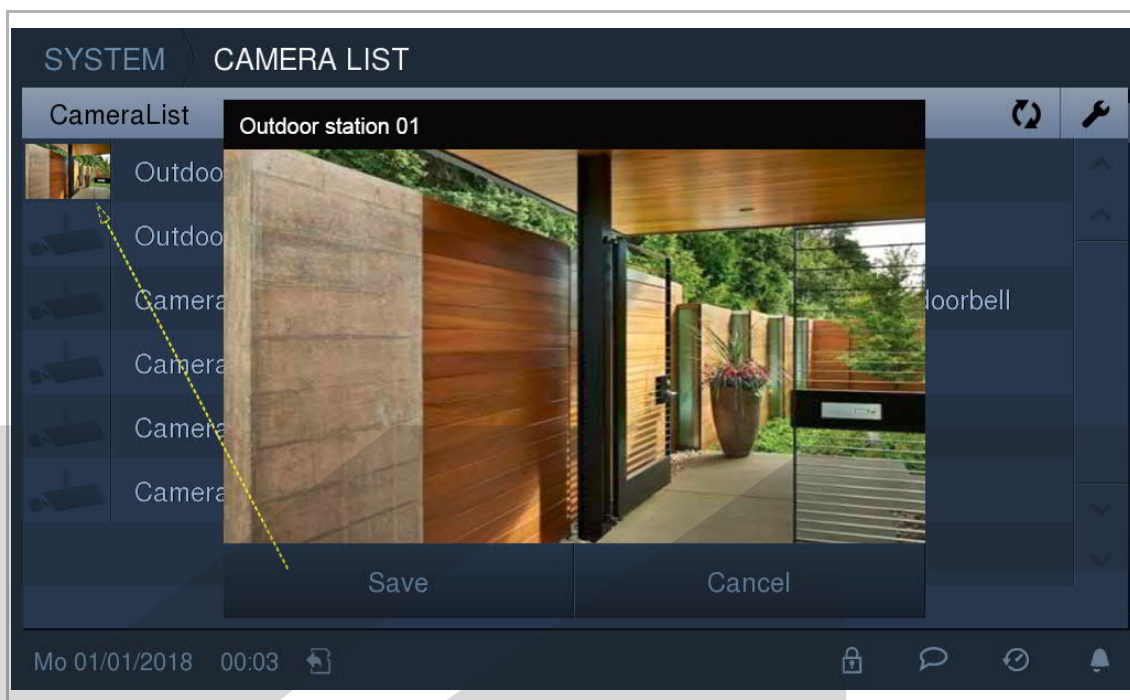 SYSTEM CAMERA LIST
CameraList
Outdoor station 01
Outdoo
Outdoo
Camera loorbell
Camera
Camera
Camera
Save Cancel
Mo 01/01/2018 00:03